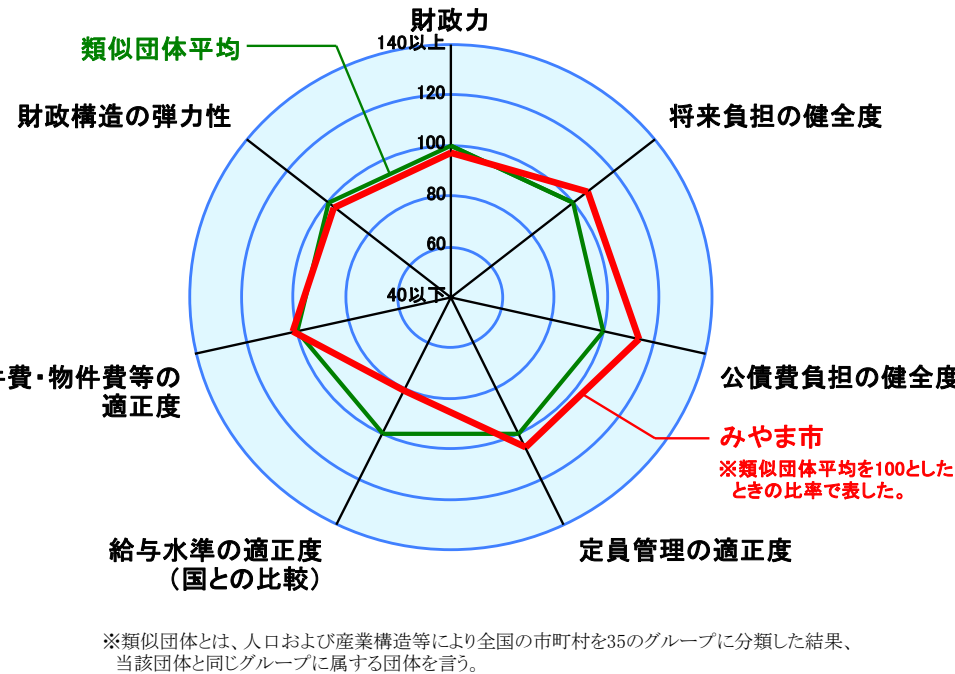 財政力
140以上
類似団体平均
120
財政構造の弾力性
将来負担の健全度
100
80
60
40以下
件費・物件費等の
適正度
公債費負担の健全度
みやま市
※類似団体平均を100とした
ときの比率で表した。
給与水準の適正度
（国との比較）
定員管理の適正度
※類似団体とは、人口および産業構造等により全国の市町村を35のグループに分類した結果、
当該団体と同じグループに属する団体を言う。